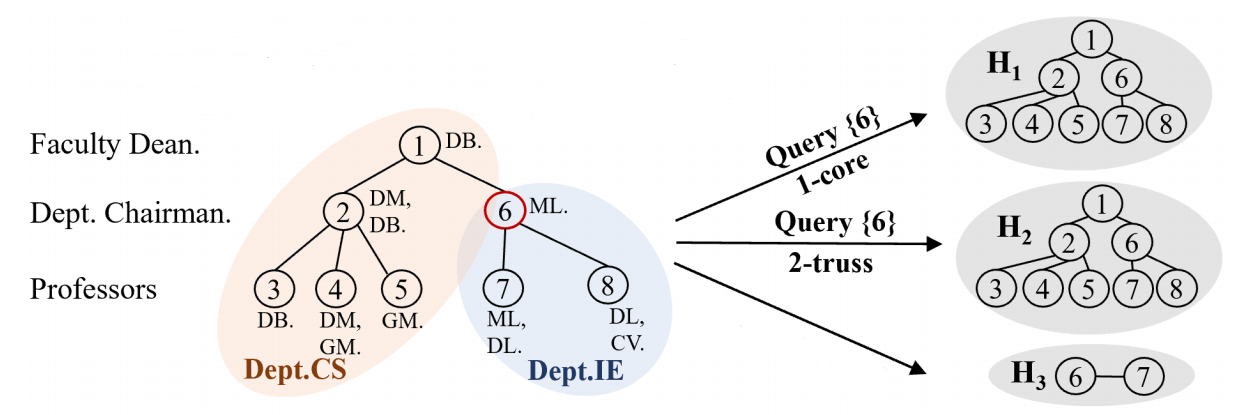 Faculty Dean.
Dept. Chairman.
Professors
1 DB.
2 DM,
DB.
6 ML.
3 4 5 7 8
DB.
DM,
GM.
GM.
ML,
DL.
DL,
CV.
Dept.CS
Dept.IE
Query {6}
1-core
Query {6}
2-truss
H1
1
2 6
3 4 5 7 8
H2
1
2 6
3 4 5 7 8
H3 6 7